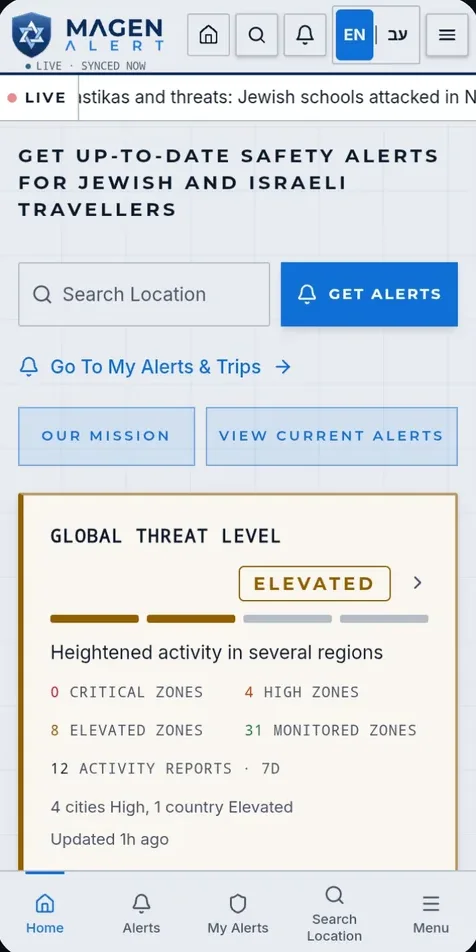 MAGEN
ALERT
LIVE · SYNCED NOW
EN | עב
LIVE
and threats: Jewish schools attacked in
GET UP-TO-DATE SAFETY ALERTS
FOR JEWISH AND ISRAELI
TRAVELLERS
Search Location
GET ALERTS
Go To My Alerts & Trips →
OUR MISSION
VIEW CURRENT ALERTS
GLOBAL THREAT LEVEL
ELEVATED
Heightened activity in several regions
0 CRITICAL ZONES
4 HIGH ZONES
8 ELEVATED ZONES
31 MONITORED ZONES
12 ACTIVITY REPORTS · 7D
4 cities High, 1 country Elevated
Updated 1h ago
Home
Alerts
My Alerts
Search
Location
Menu